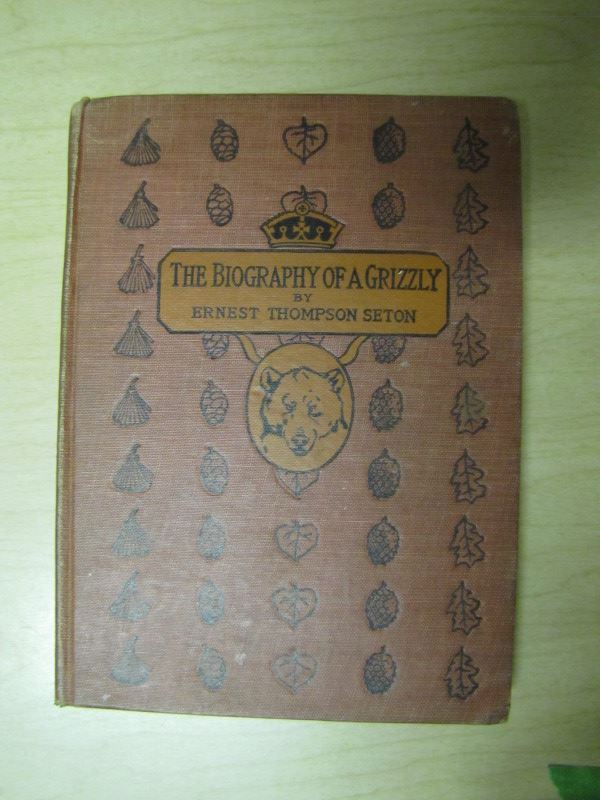 THE BIOGRAPHY OF A GRIZZLY
BY
ERNEST THOMPSON SETON